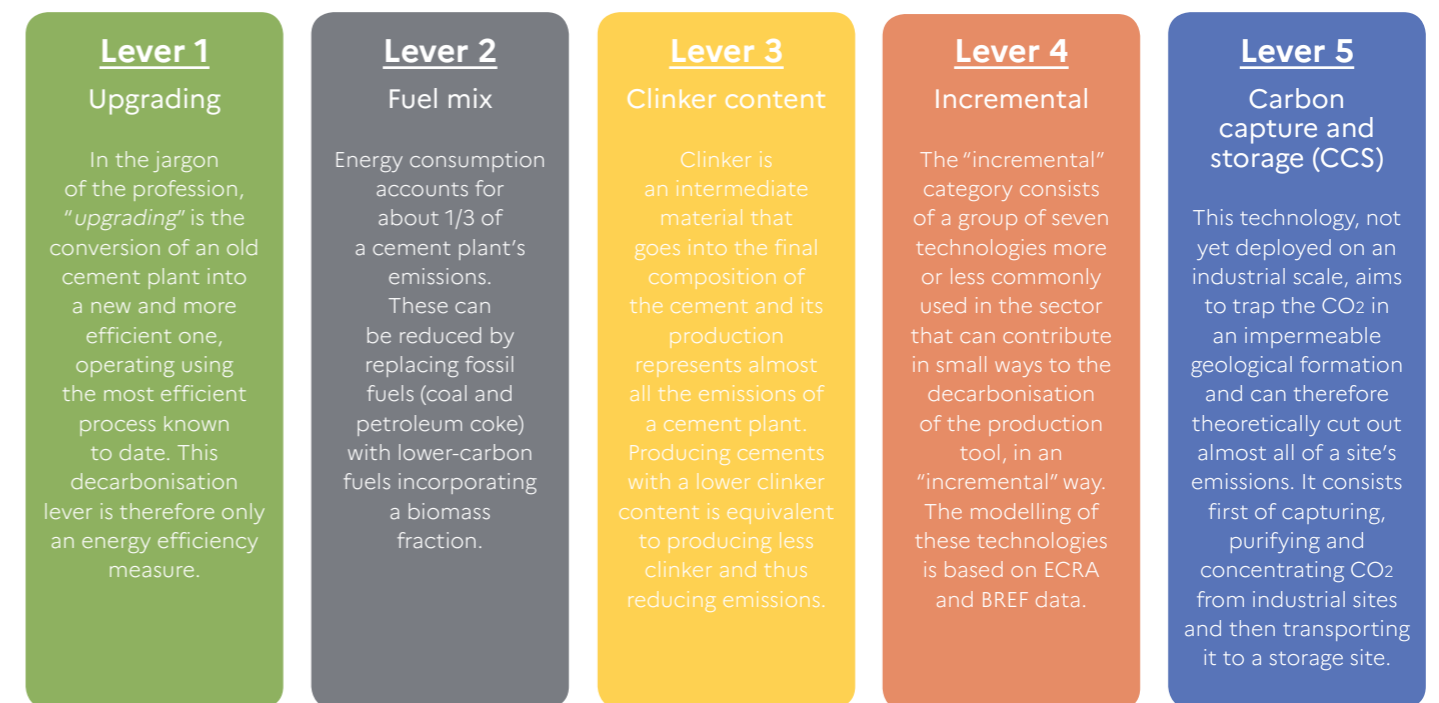 Lever 1
Upgrading
In the jargon
of the profession,
“upgrading” is the
conversion of an old
cement plant into
a new and more
efficient one,
operating using
the most efficient
process known
to date. This
decarbonisation
lever is therefore only
an energy efficiency
measure.
Lever 2
Fuel mix
Energy consumption
accounts for
about 1/3 of
a cement plant’s
emissions.
These can
be reduced by
replacing fossil
fuels (coal and
petroleum coke)
with lower-carbon
fuels incorporating
a biomass
fraction.
Lever 3
Clinker content
Clinker is
an intermediate
material that
goes into the final
composition of
the cement and its
production
represents almost
all the emissions of
a cement plant.
Producing cements
with a lower clinker
content is equivalent
to producing less
clinker and thus
reducing emissions.
Lever 4
Incremental
The “incremental”
category consists
of a group of seven
technologies more
or less commonly
used in the sector
that can contribute
in small ways to the
decarbonisation
of the production
tool, in an
“incremental” way.
The modelling of
these technologies
is based on ECRA
and BREF data.
Lever 5
Carbon
capture and
storage (CCS)
This technology, not
yet deployed on an
industrial scale, aims
to trap the CO2 in
an impermeable
geological formation
and can therefore
theoretically cut out
almost all of a site’s
emissions. It consists
first of capturing,
purifying and
concentrating CO2
from industrial sites
and then transporting
it to a storage site.